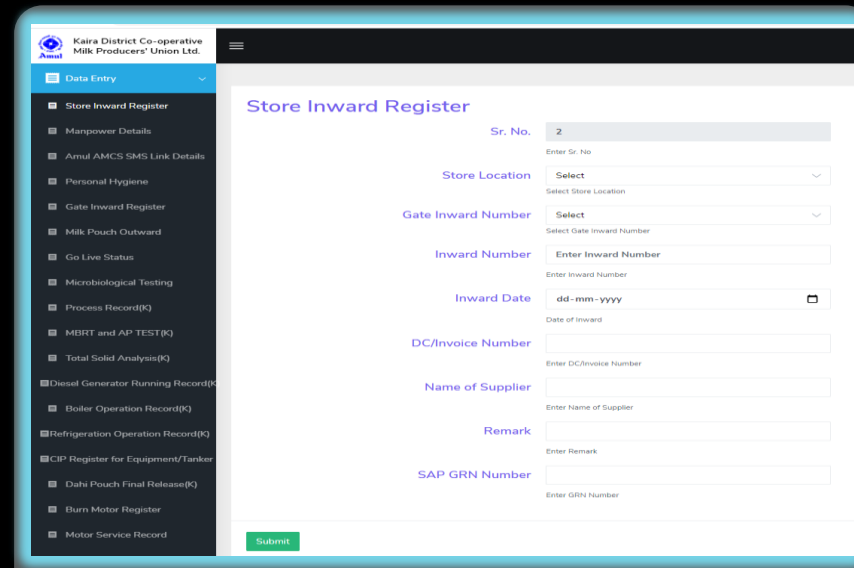 Kaira District Co-operative
Milk Producers' Union Ltd.
Amul
Data Entry
Store Inward Register
Manpower Details
Amul AMCS SMS Link Details
Personal Hygiene
Gate Inward Register
Milk Pouch Outward
Go Live Status
Microbiological Testing
Process Record(K)
MBRT and AP TEST(K)
Total Solid Analysis(K)
Diesel Generator Running Record(K
Boiler Operation Record(K)
Refrigeration Operation Record(K)
CIP Register for Equipment/Tanker
Dahi Pouch Final Release(K)
Burn Motor Register
Motor Service Record
Store Inward Register
Sr. No.
2
Enter Sr. No
Store Location
Select
Select Store Location
Gate Inward Number
Select
Select Gate Inward Number
Inward Number
Enter Inward Number
Enter Inward Number
Inward Date
dd-mm-yyyy
Date of Inward
DC/Invoice Number
Enter DC/Invoice Number
Name of Supplier
Enter Name of Supplier
Remark
Enter Remark
SAP GRN Number
Enter GRN Number
Submit